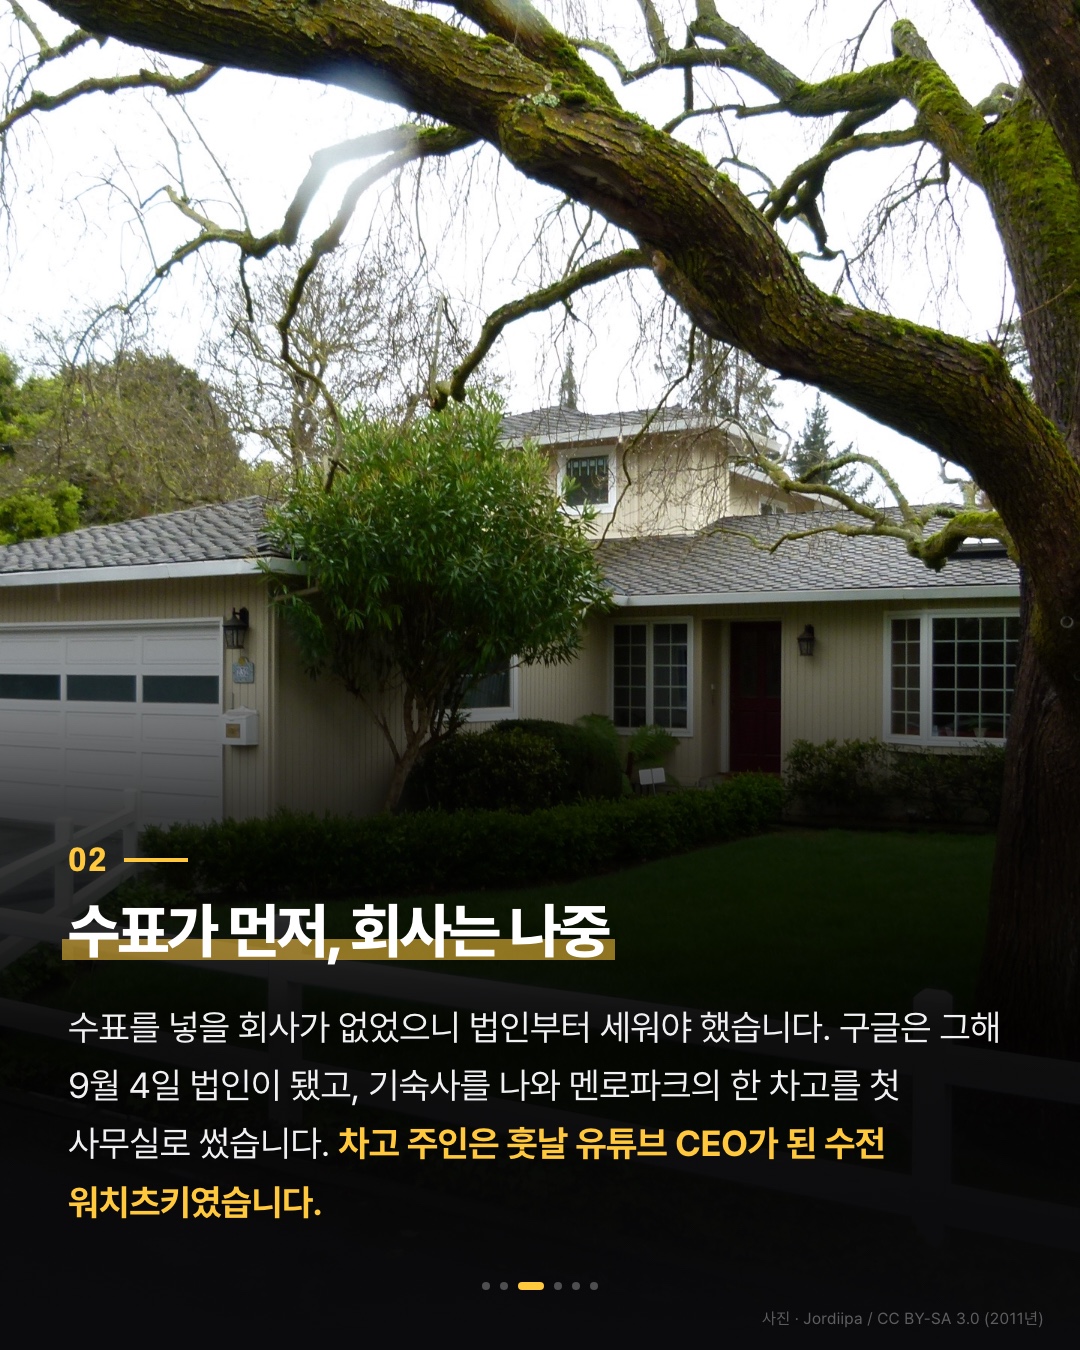 02
수표가 먼저, 회사는 나중
수표를 넣을 회사가 없었으니 법인부터 세워야 했습니다. 구글은 그해
9월 4일 법인이 됐고, 기숙사를 나와 멘로파크의 한 차고를 첫
사무실로 썼습니다. 차고 주인은 훗날 유튜브 CEO가 된 수전
워치츠키였습니다.
사진 · Jordiipa / CC BY-SA 3.0 (2011년)